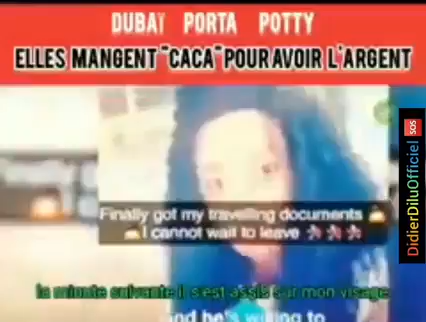 DUBAÏ PORTA POTTY
ELLES MANGENT "CACA" POUR AVOIR L'ARGENT
SOS
DidierDiluOfficiel
Finally got my travelling documents
I cannot wait to leave
la minute suivante il s'est assis sur mon visage
and he's willing to